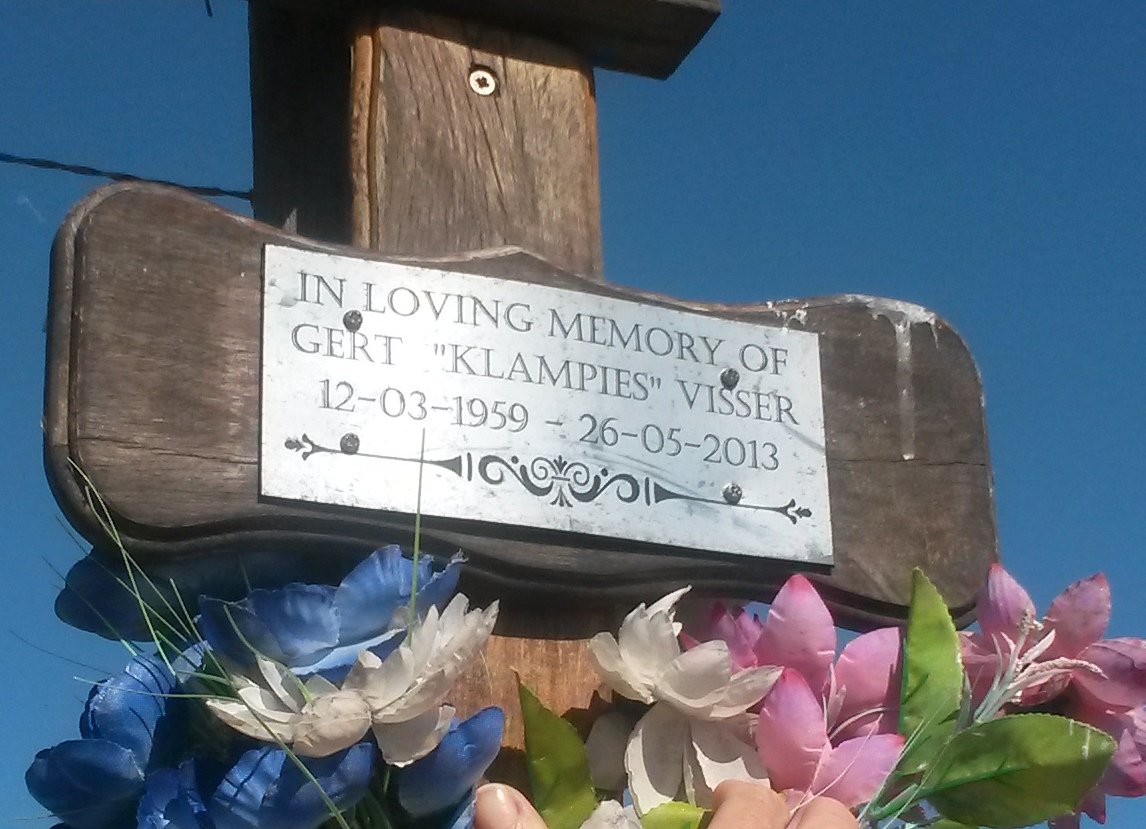 IN LOVING MEMORY OF
GERT "KLAMPIES" VISSER
12-03-1959 - 26-05-2013